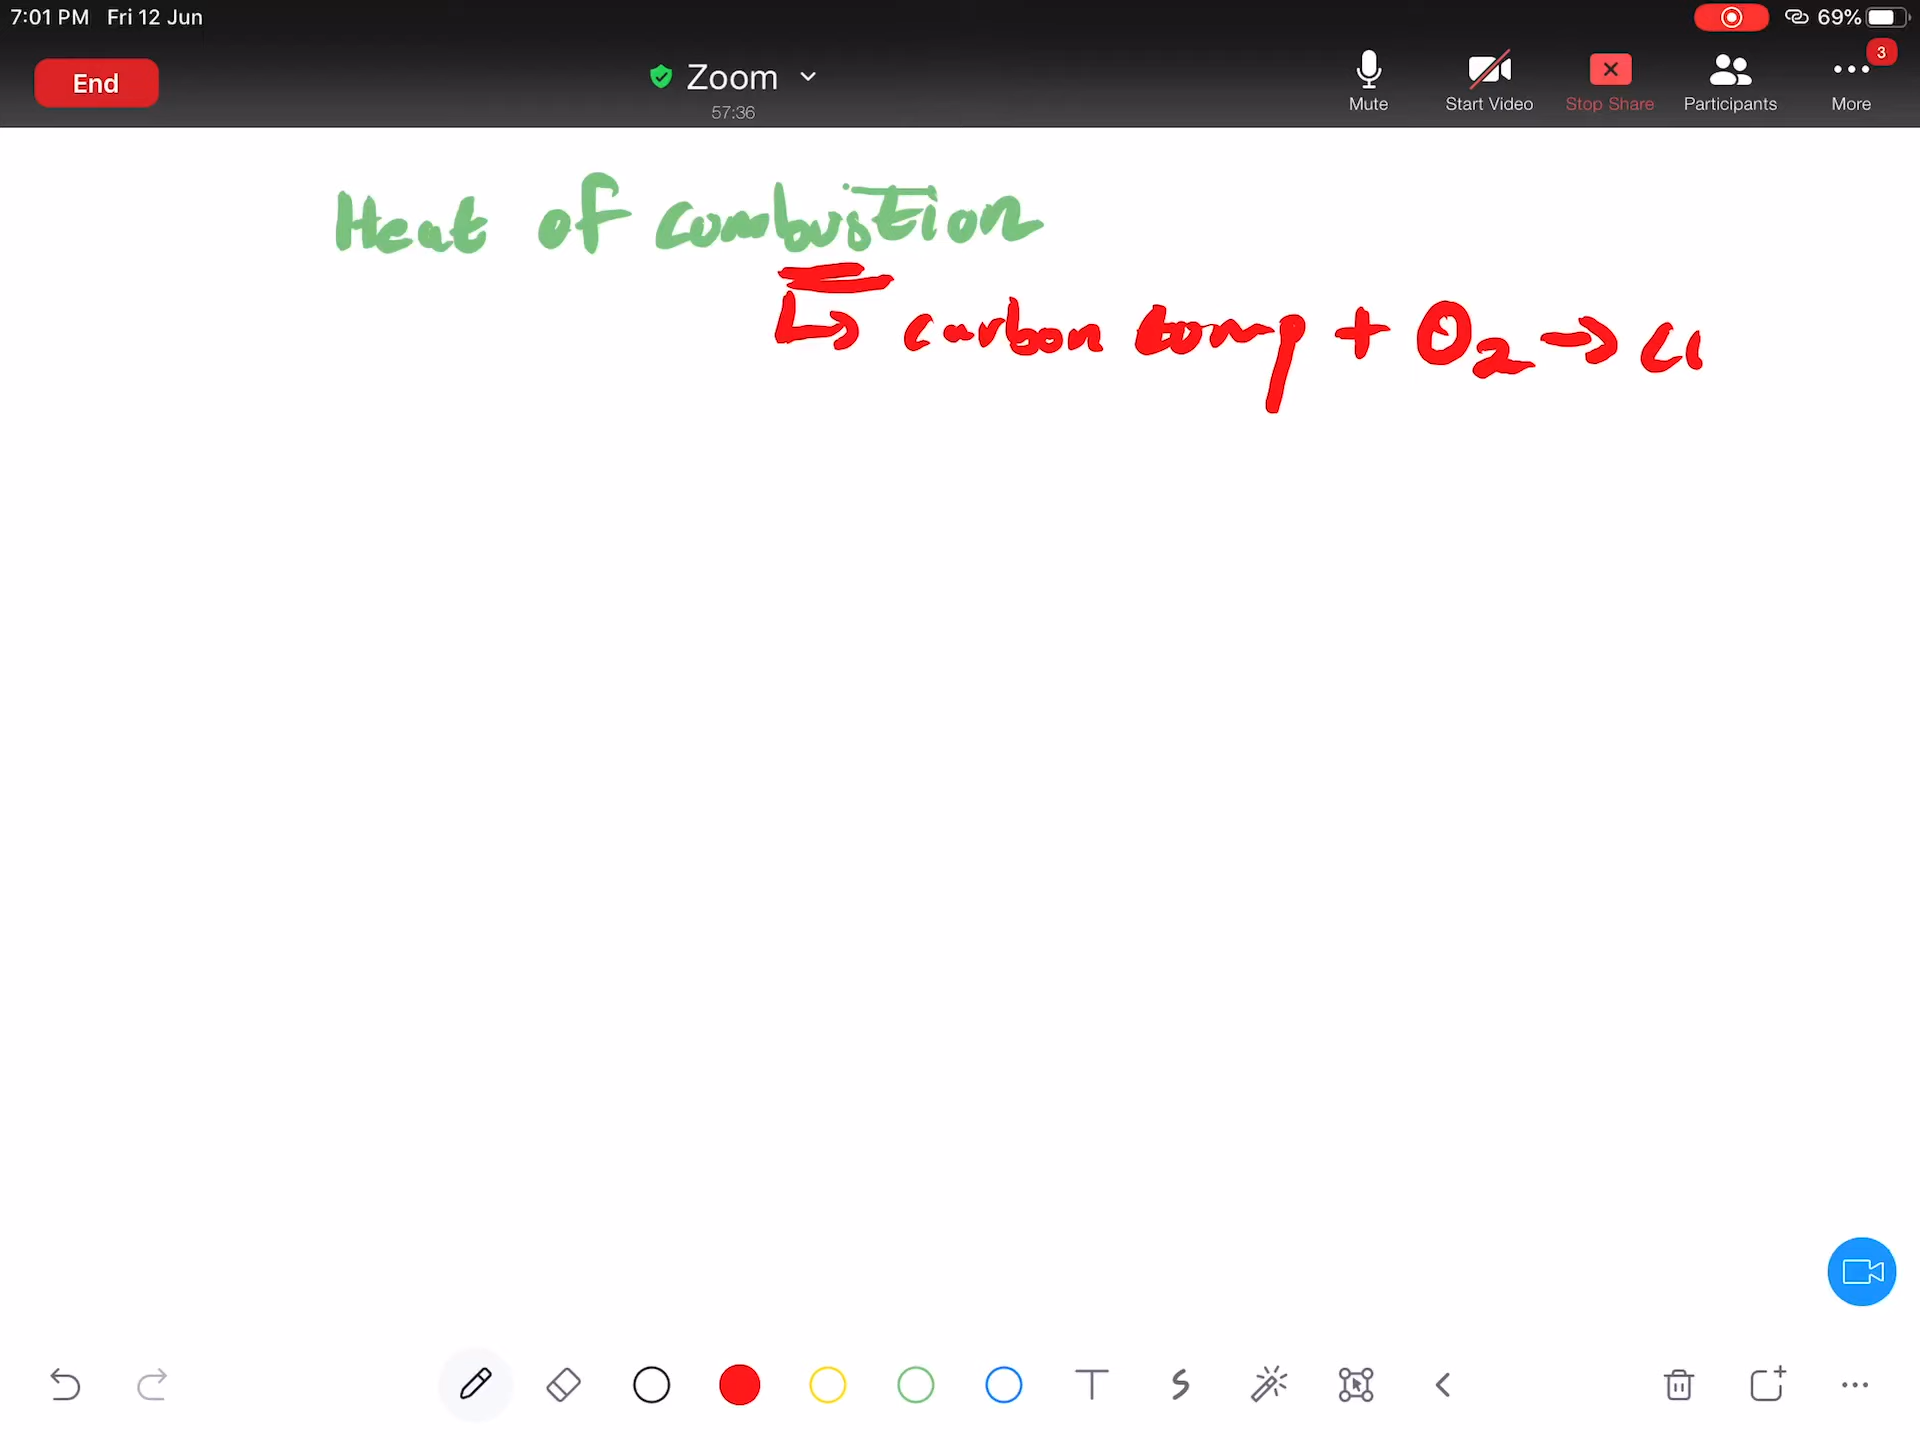 7:01 PM Fri 12 Jun
69%
End
Zoom
57:36
Mute
Start Video
Stop Share
Participants
3
More
Heat of combustion
↳ carbon comp + O2 → Cl
T